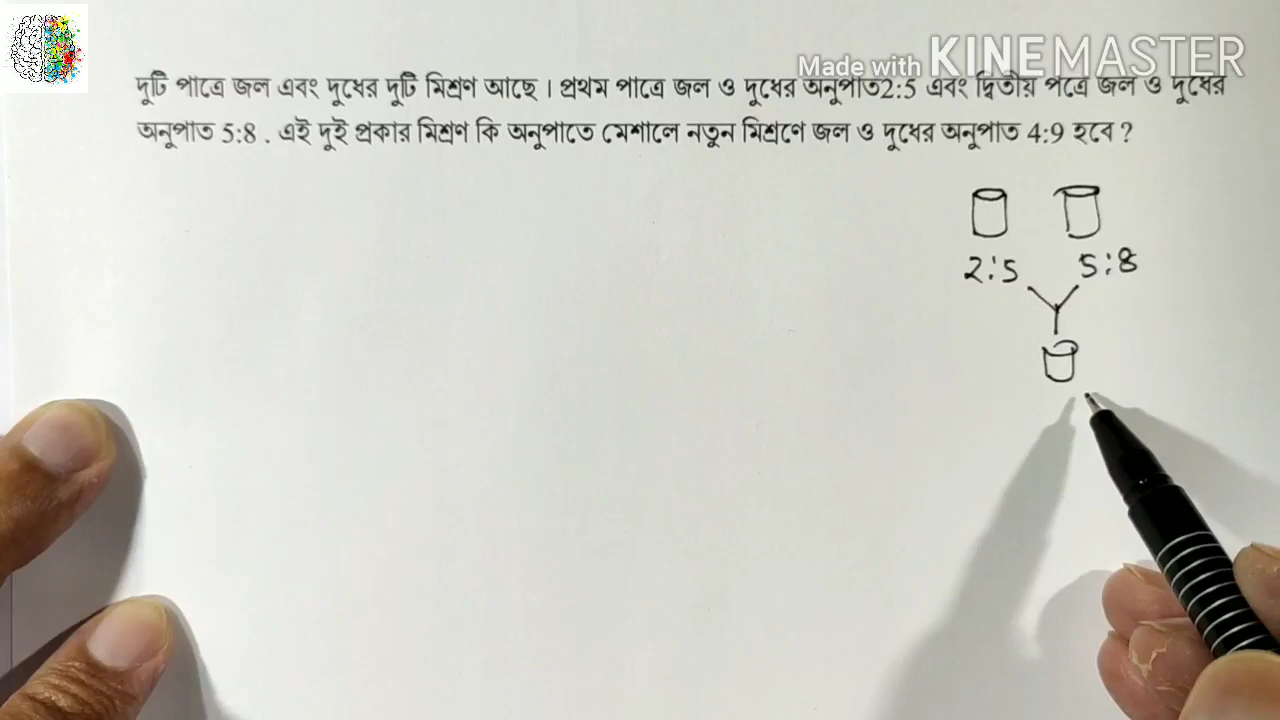 Made with KINEMASTER
দুটি পাত্রে জল এবং দুধের দুটি মিশ্রণ আছে । প্রথম পাত্রে জল ও দুধের অনুপাত2:5 এবং দ্বিতীয় পত্রে জল ও দুধের
অনুপাত 5:8 . এই দুই প্রকার মিশ্রণ কি অনুপাতে মেশালে নতুন মিশ্রণে জল ও দুধের অনুপাত 4:9 হবে ?
2:5 5:8